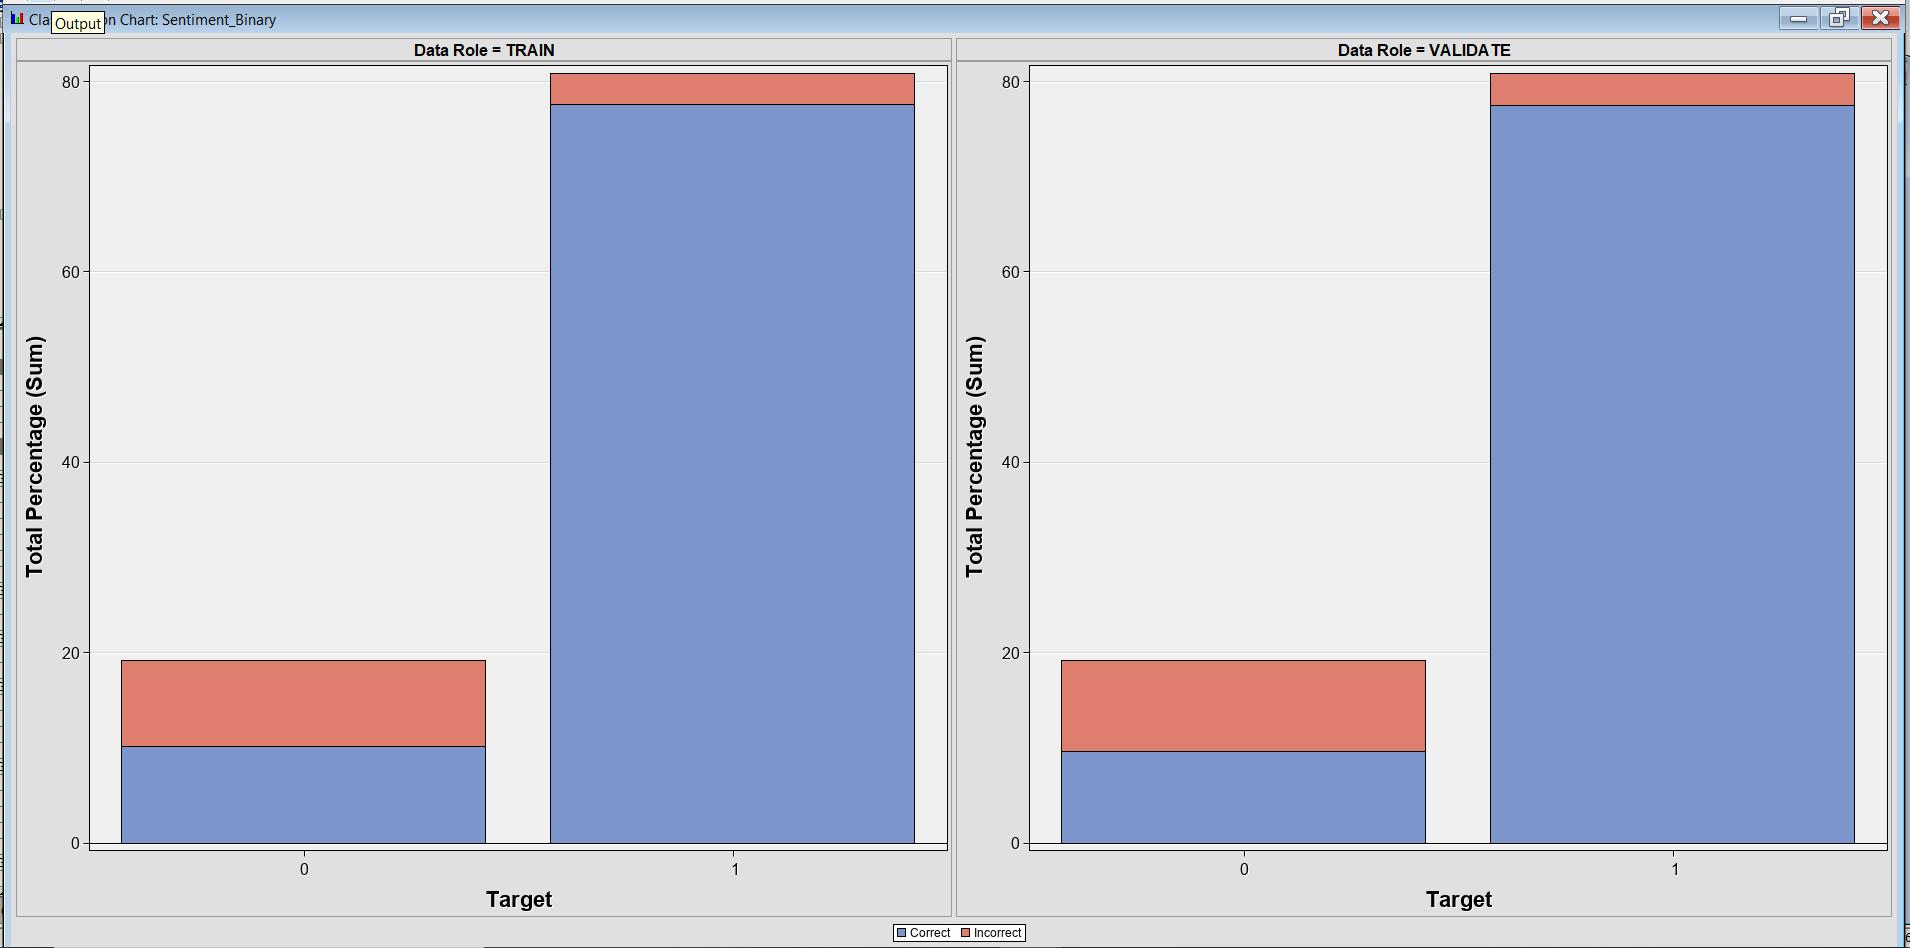 Cla
Output
on Chart: Sentiment_Binary
Data Role = TRAIN
80
60
40
20
0
Total Percentage (Sum)
0
1
Target
Data Role = VALIDATE
80
60
40
20
0
Total Percentage (Sum)
0
1
Target
Correct
Incorrect